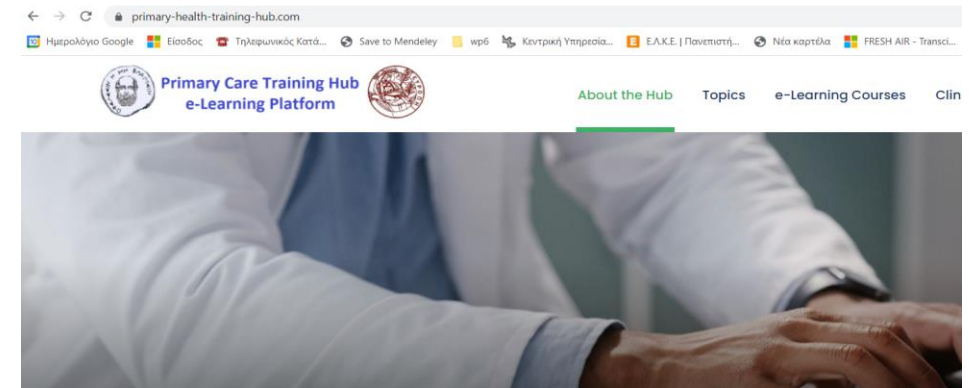 primary-health-training-hub.com
Ημερολόγιο Google Είσοδος Τηλεφωνικός Κατά... Save to Mendeley wp6 Κεντρική Υπηρεσία... Ε.Λ.Κ.Ε. | Πανεπιστή... Νέα καρτέλα FRESH AIR - Transci...
Primary Care Training Hub
e-Learning Platform
About the Hub Topics e-Learning Courses Clin